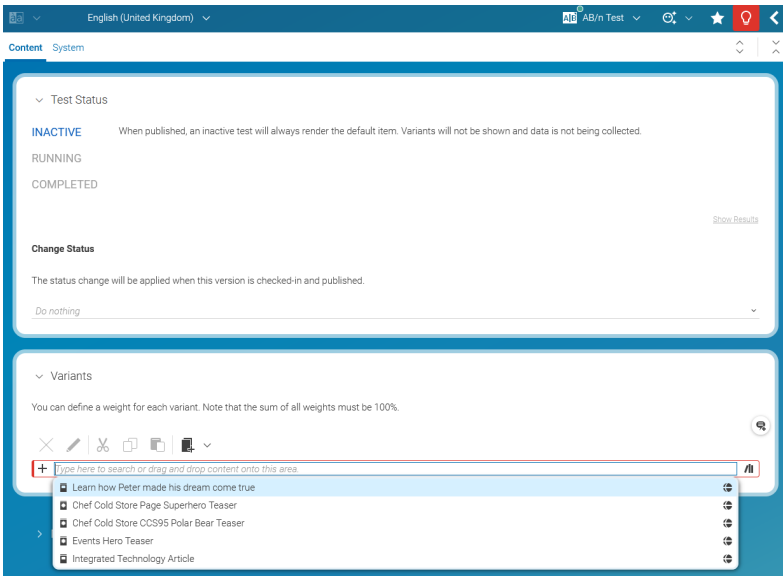 English (United Kingdom)
A|B AB/n Test
Content System
Test Status
INACTIVE When published, an inactive test will always render the default item. Variants will not be shown and data is not being collected.
RUNNING
COMPLETED
Show Results
Change Status
The status change will be applied when this version is checked-in and published.
Do nothing
Variants
You can define a weight for each variant. Note that the sum of all weights must be 100%.
Type here to search or drag and drop content onto this area.
Learn how Peter made his dream come true
Chef Cold Store Page Superhero Teaser
Chef Cold Store CCS95 Polar Bear Teaser
Events Hero Teaser
Integrated Technology Article